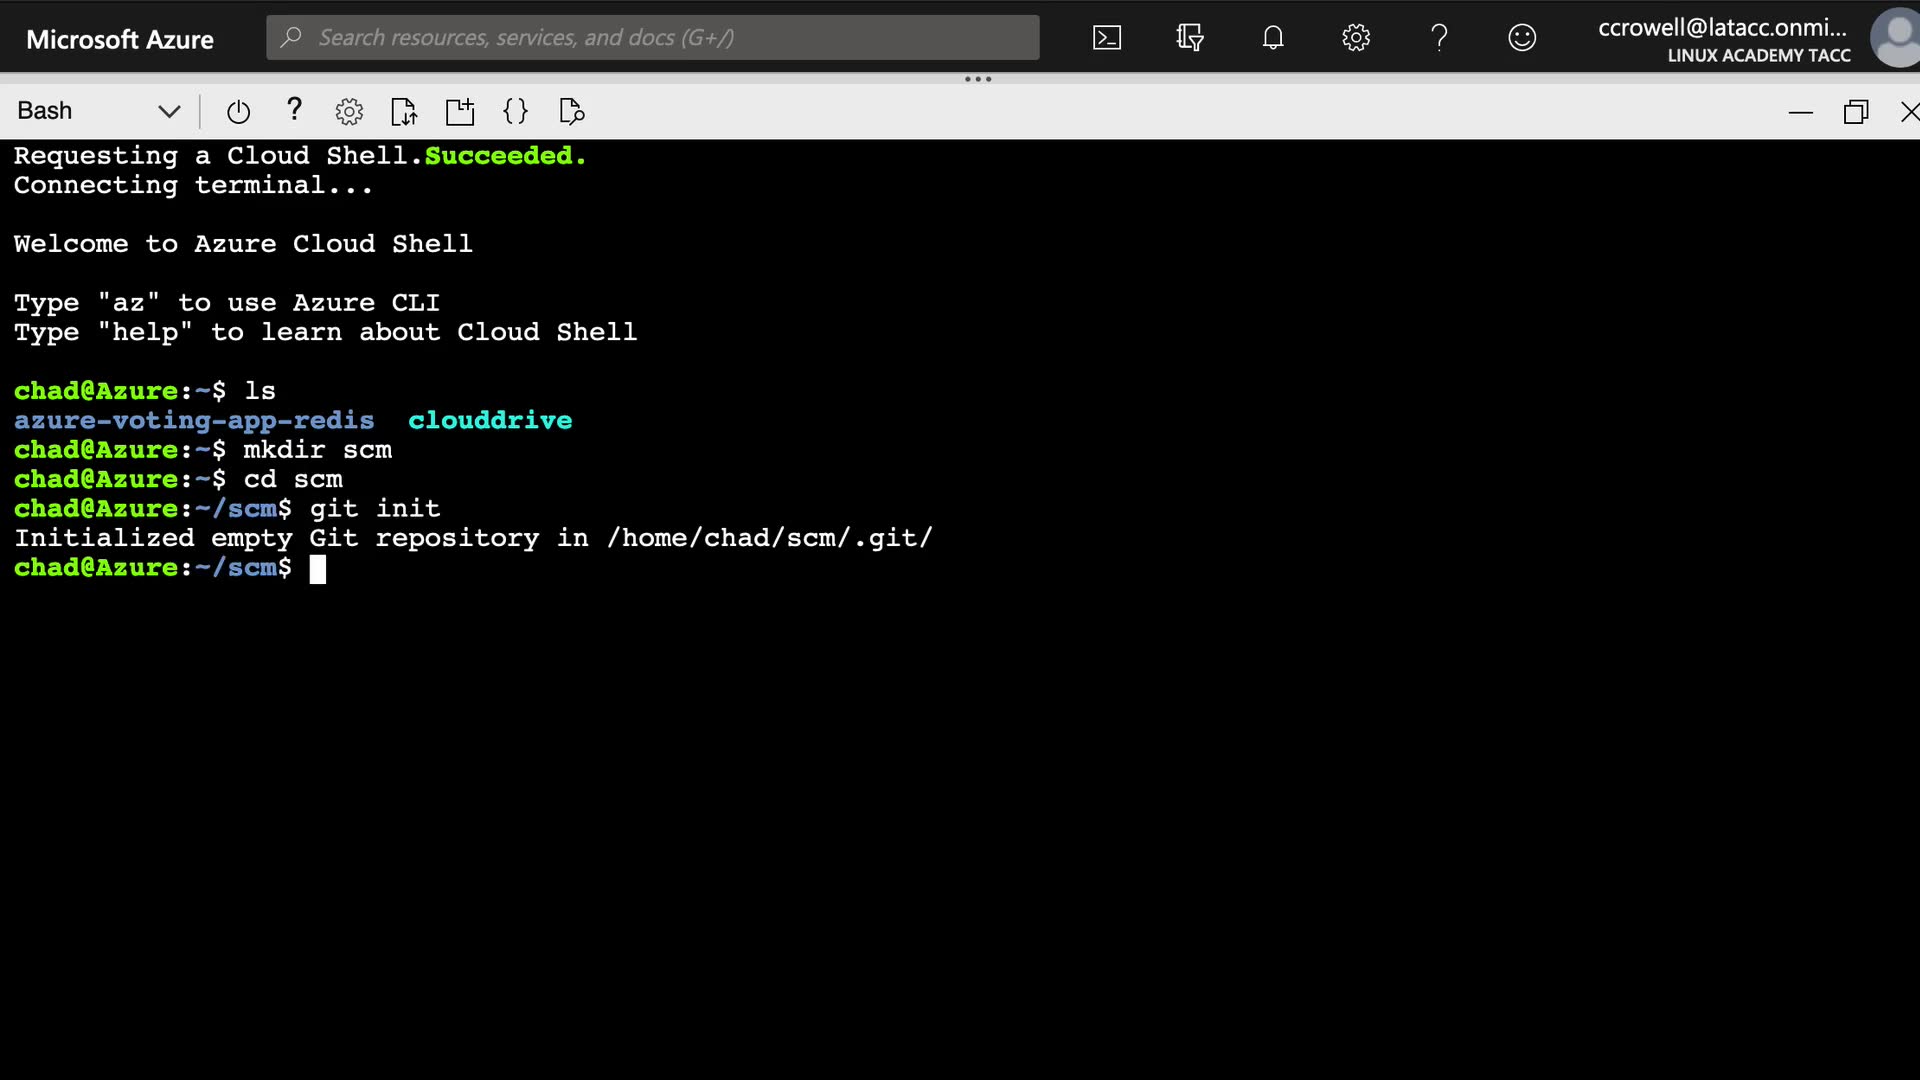 Microsoft Azure
Search resources, services, and docs (G+/)
ccrowell@latacc.onmi...
LINUX ACADEMY TACC
Bash
Requesting a Cloud Shell.Succeeded.
Connecting terminal...
Welcome to Azure Cloud Shell
Type "az" to use Azure CLI
Type "help" to learn about Cloud Shell
chad@Azure:~$ ls
azure-voting-app-redis  clouddrive
chad@Azure:~$ mkdir scm
chad@Azure:~$ cd scm
chad@Azure:~/scm$ git init
Initialized empty Git repository in /home/chad/scm/.git/
chad@Azure:~/scm$